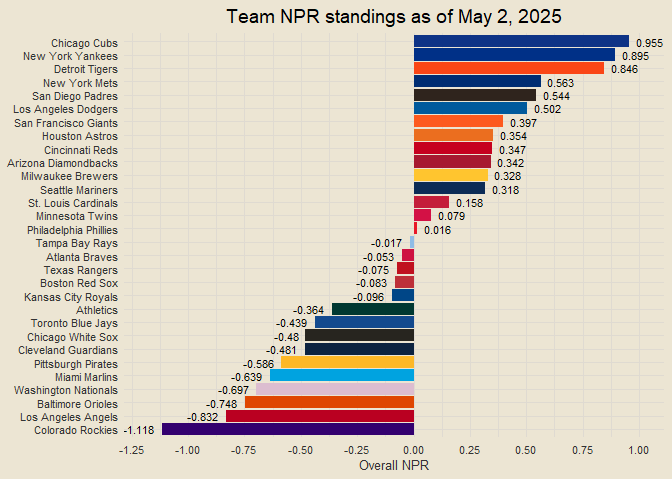 Team NPR standings as of May 2, 2025
Chicago Cubs 0.955
New York Yankees 0.895
Detroit Tigers 0.846
New York Mets 0.563
San Diego Padres 0.544
Los Angeles Dodgers 0.502
San Francisco Giants 0.397
Houston Astros 0.354
Cincinnati Reds 0.347
Arizona Diamondbacks 0.342
Milwaukee Brewers 0.328
Seattle Mariners 0.318
St. Louis Cardinals 0.158
Minnesota Twins 0.079
Philadelphia Phillies 0.016
Tampa Bay Rays -0.017
Atlanta Braves -0.053
Texas Rangers -0.075
Boston Red Sox -0.083
Kansas City Royals -0.096
Athletics -0.364
Toronto Blue Jays -0.439
Chicago White Sox -0.48
Cleveland Guardians -0.481
Pittsburgh Pirates -0.586
Miami Marlins -0.639
Washington Nationals -0.697
Baltimore Orioles -0.748
Los Angeles Angels -0.832
Colorado Rockies -1.118
-1.25 -1.00 -0.75 -0.50 -0.25 0.00 0.25 0.50 0.75 1.00
Overall NPR